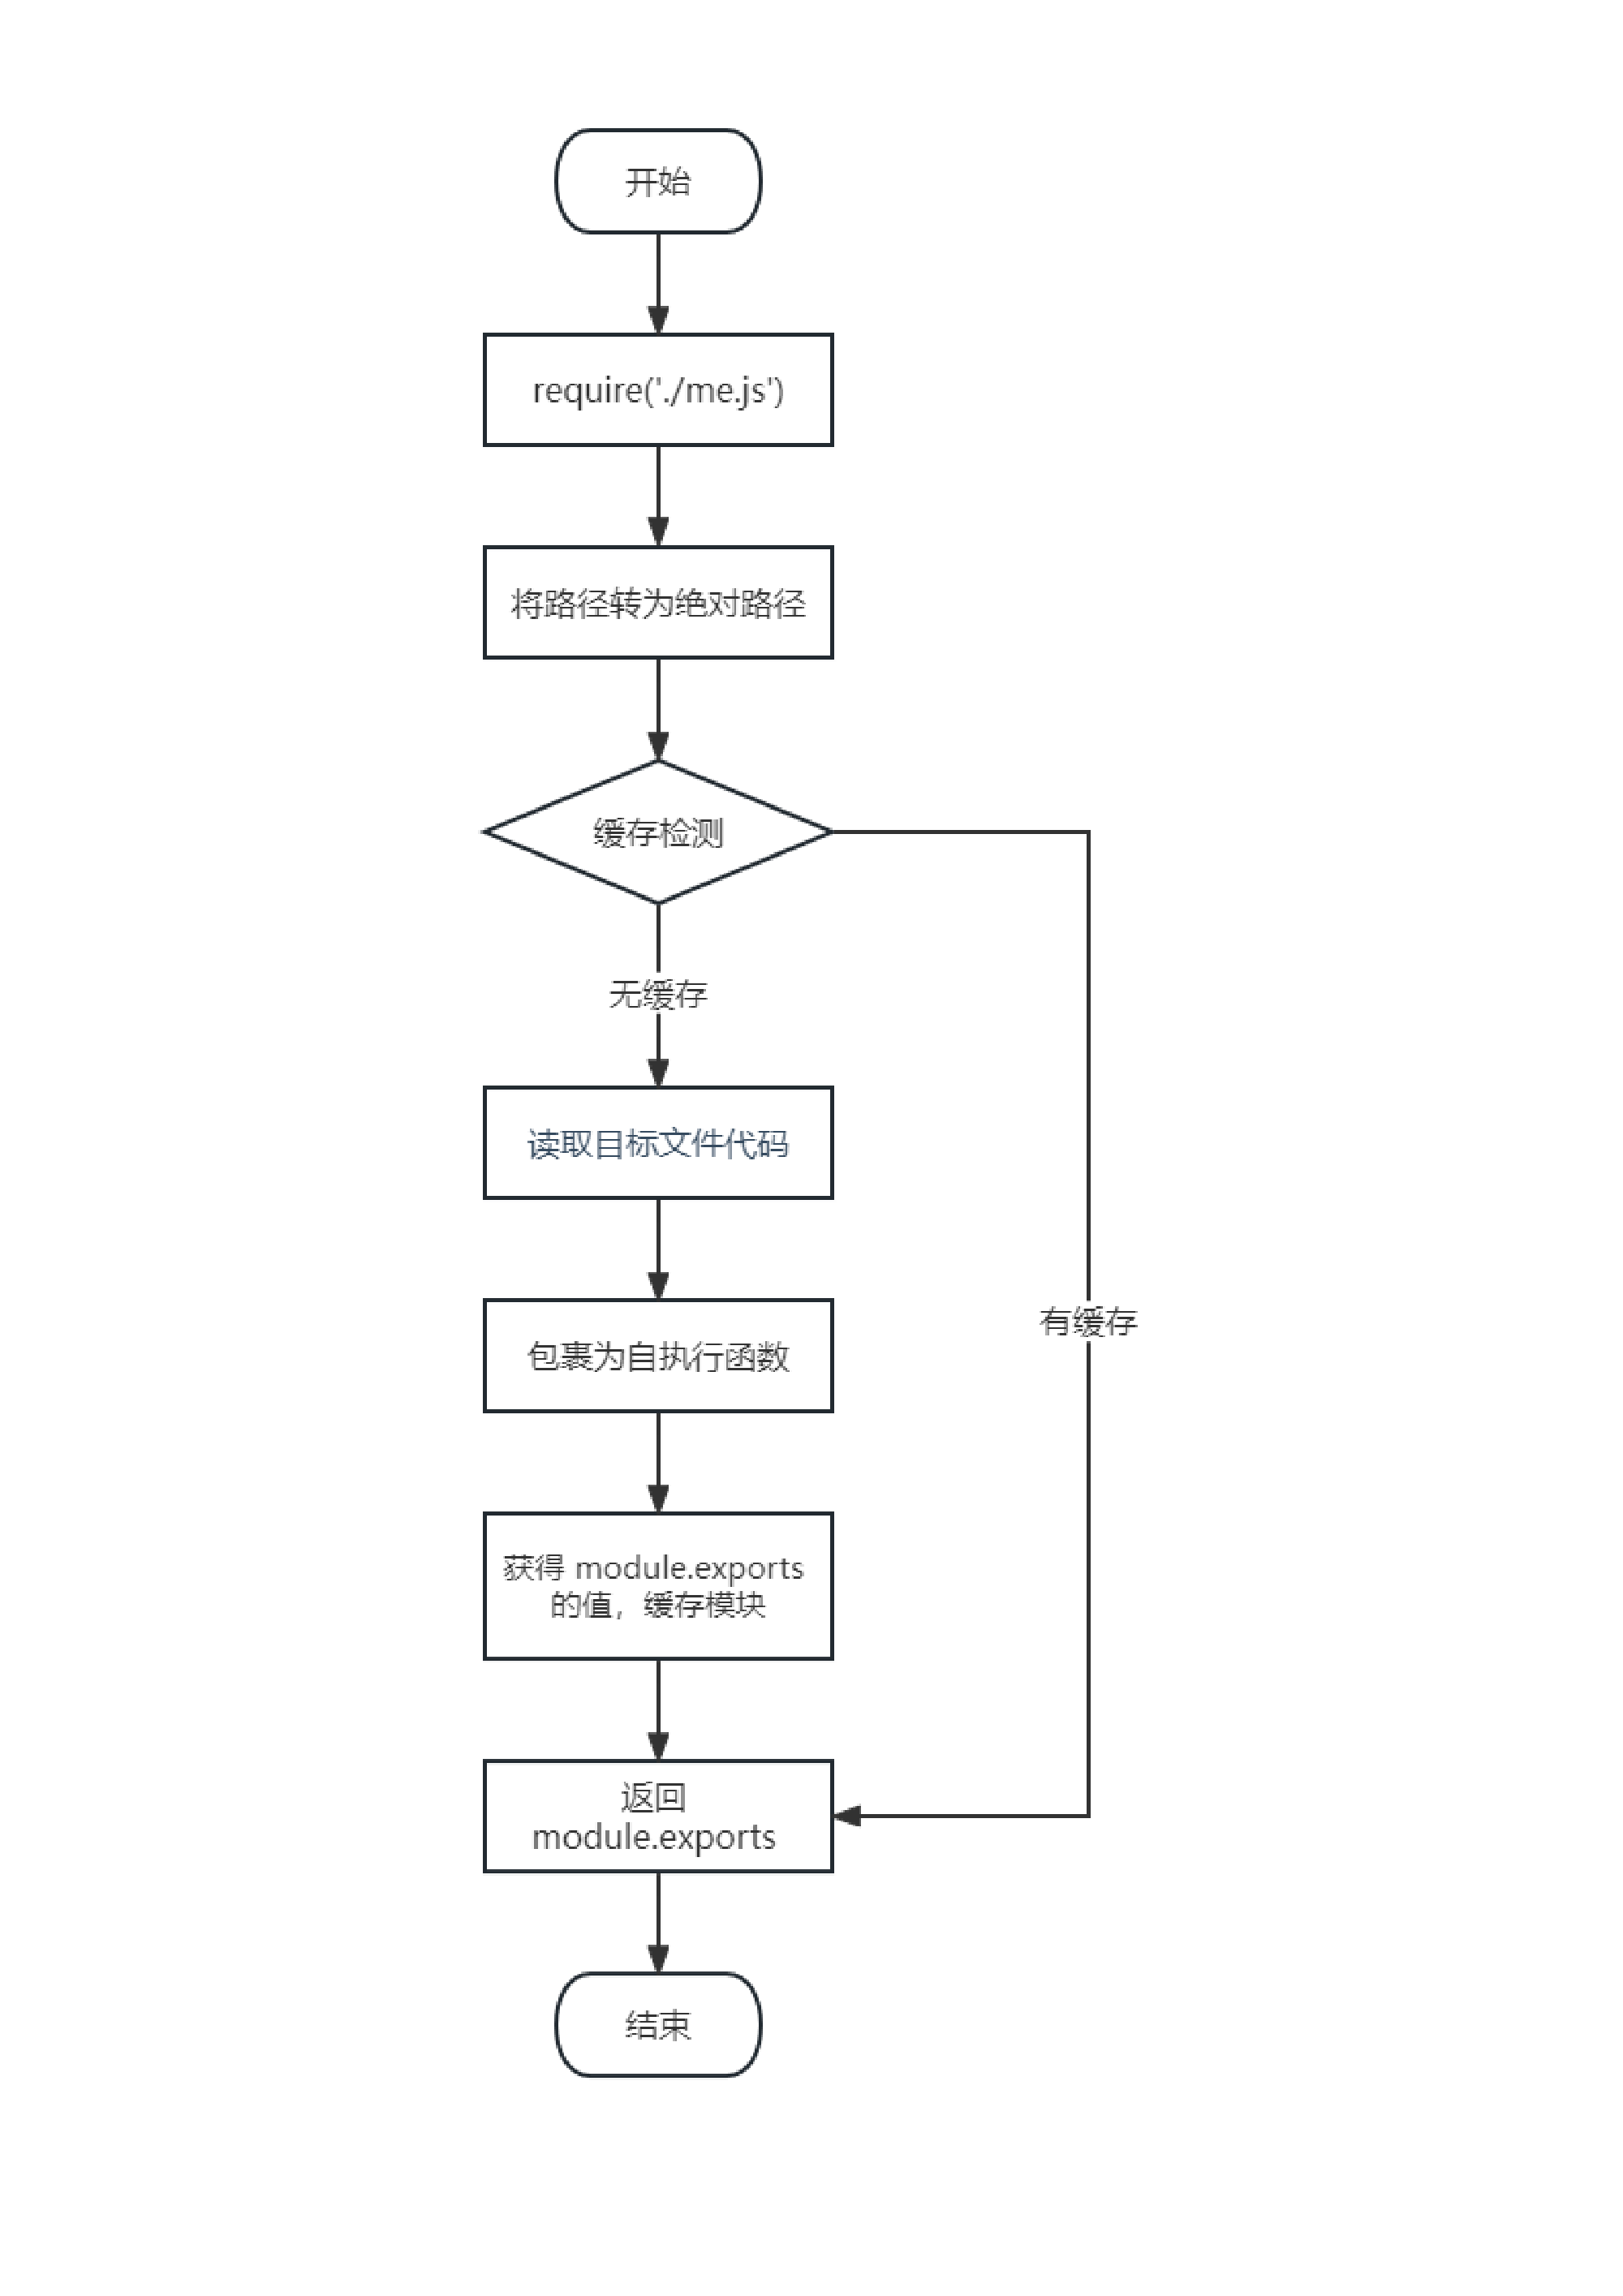 开始
require('./me.js')
将路径转为绝对路径
缓存检测
无缓存
读取目标文件代码
有缓存
包裹为自执行函数
获得 module.exports
的值，缓存模块
返回
module.exports
结束